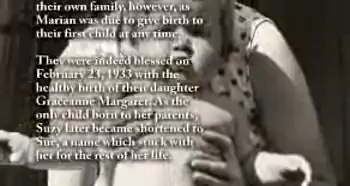 their own family, however, as
Marian was due to give birth to
their first child at any time.
They were indeed blessed on
February 23, 1933 with the
healthy birth of their daughter
Graceanne Margaret. As the
only child born to her parents,
Suzy later became shortened to
Sue, a name which stuck with
her for the rest of her life.